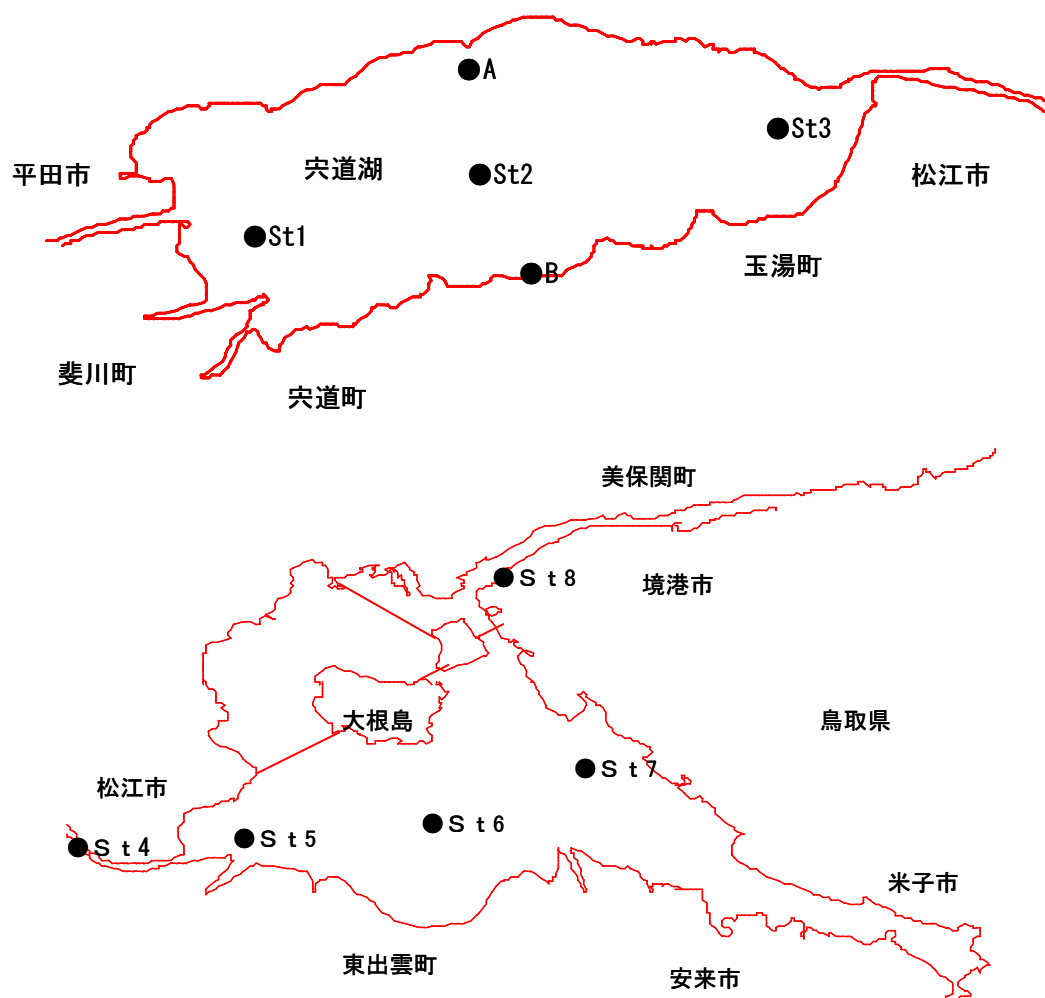 A
St3
宍道湖
平田市
St2
松江市
St1
玉湯町
B
斐川町
宍道町
美保関町
Ｓｔ８
境港市
大根島
鳥取県
Ｓｔ７
松江市
Ｓｔ６
Ｓｔ５
Ｓｔ４
米子市
東出雲町
安来市